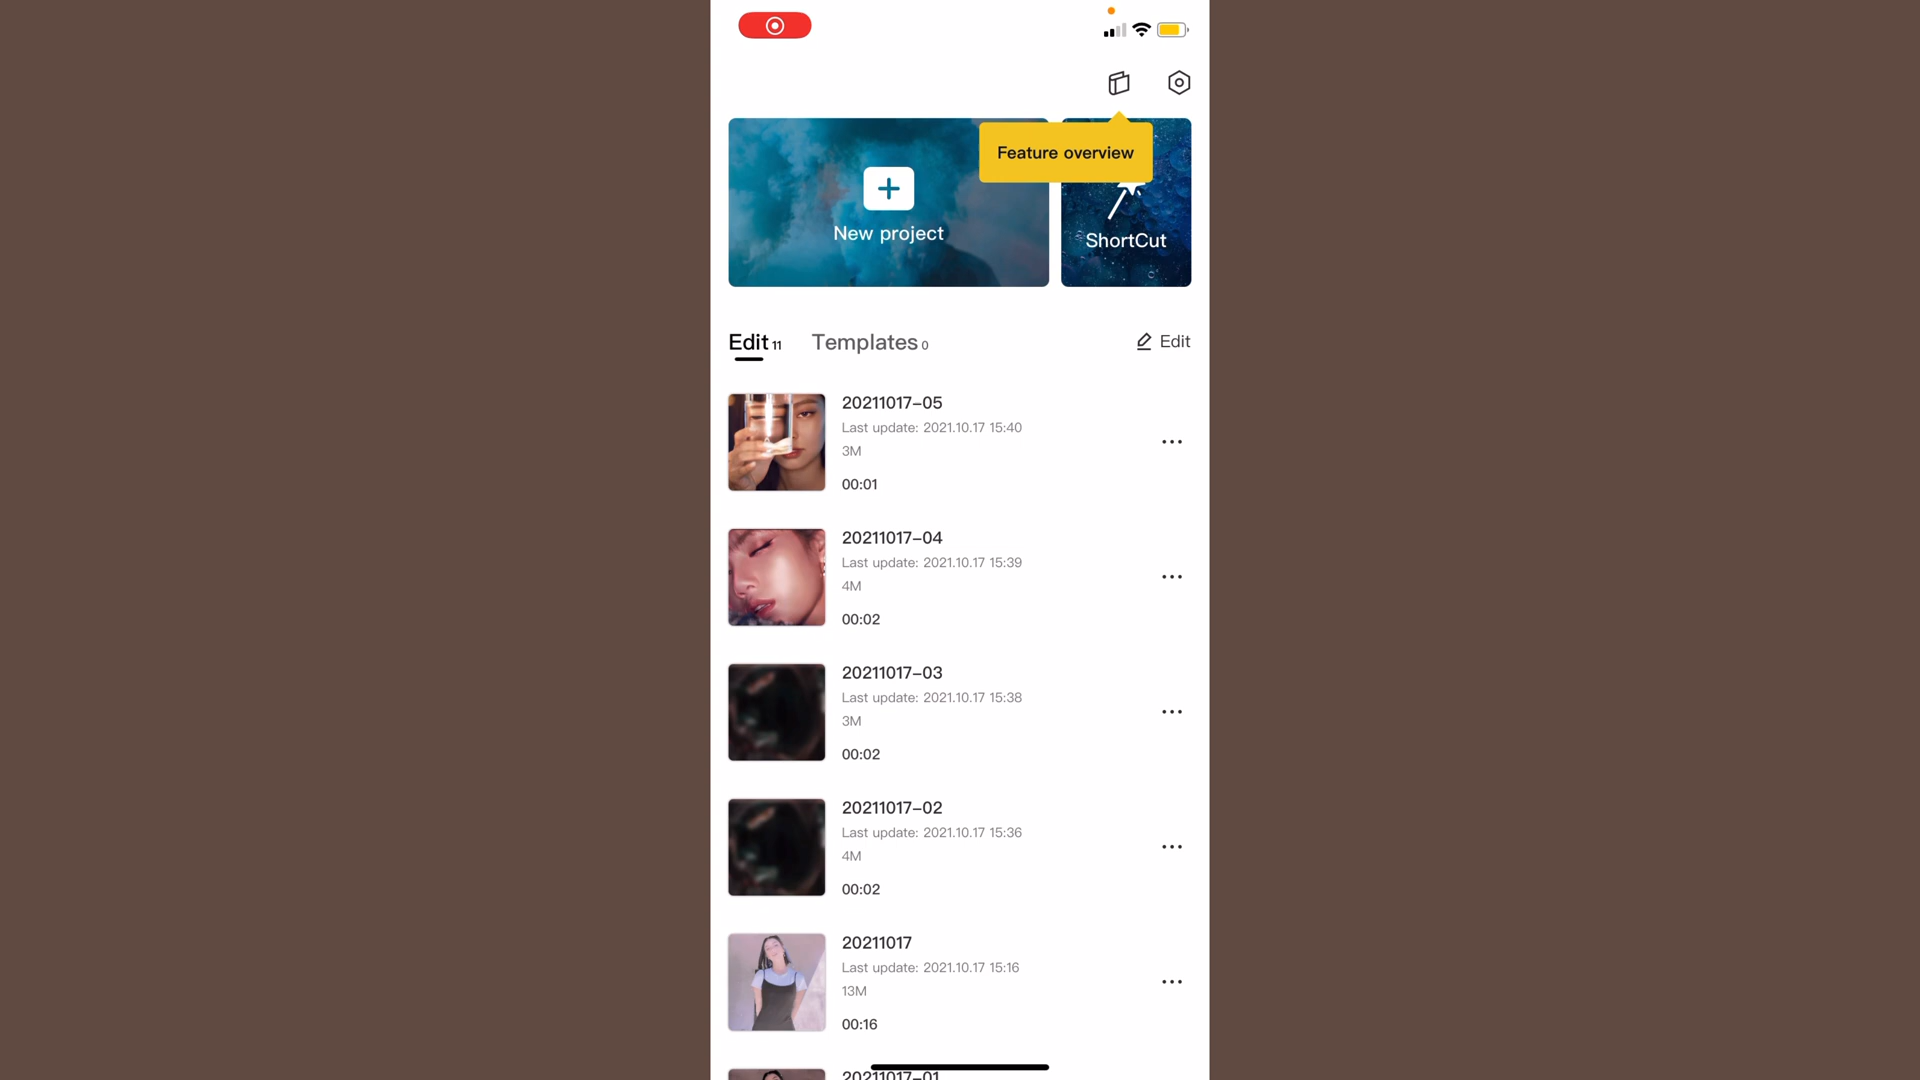 Feature overview
New project
ShortCut
Edit 11
Templates 0
Edit
20211017-05
Last update: 2021.10.17 15:40
3M
00:01
20211017-04
Last update: 2021.10.17 15:39
4M
00:02
20211017-03
Last update: 2021.10.17 15:38
3M
00:02
20211017-02
Last update: 2021.10.17 15:36
4M
00:02
20211017
Last update: 2021.10.17 15:16
13M
00:16
20211017-01